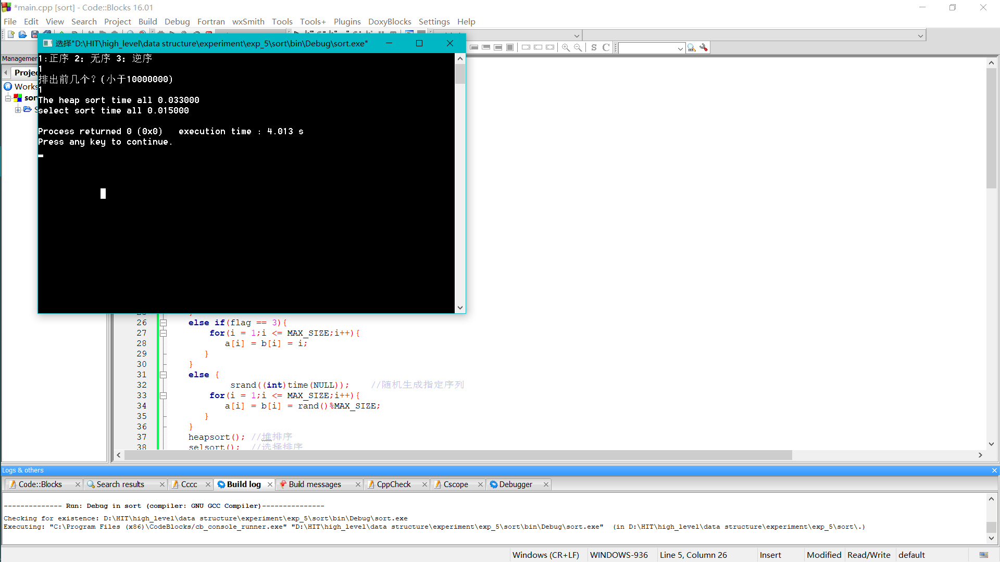 *main.cpp [sort] - Code::Blocks 16.01
File Edit View Search Project Build Debug Fortran wxSmith Tools Tools+ Plugins DoxyBlocks Settings Help
选择"D:\HIT\high_level\data structure\experiment\exp_5\sort\bin\Debug\sort.exe"
S C
Management
1:正序 2: 无序 3: 逆序
1
排出前几个?(小于10000000)
1
The heap sort time all 0.033000
select sort time all 0.015000
Process returned 0 (0x0)   execution time : 4.013 s
Press any key to continue.
Projec
Works
sor
S
26 else if(flag == 3){
27 for(i = 1;i <= MAX_SIZE;i++){
28 a[i] = b[i] = i;
29 }
30 }
31 else {
32 srand((int)time(NULL)); //随机生成指定序列
33 for(i = 1;i <= MAX_SIZE;i++){
34 a[i] = b[i] = rand()%MAX_SIZE;
35 }
36 }
37 heapsort(); //堆排序
38 selsort(); //选择排序
Logs & others
Code::Blocks Search results Cccc Build log Build messages CppCheck Cscope Debugger
-------------- Run: Debug in sort (compiler: GNU GCC Compiler)---------------
Checking for existence: D:\HIT\high_level\data structure\experiment\exp_5\sort\bin\Debug\sort.exe
Executing: "C:\Program Files (x86)\CodeBlocks/cb_console_runner.exe" "D:\HIT\high_level\data structure\experiment\exp_5\sort\bin\Debug\sort.exe"  (in D:\HIT\high_level\data structure\experiment\exp_5\sort\.)
Windows (CR+LF) WINDOWS-936 Line 5, Column 26 Insert Modified Read/Write default